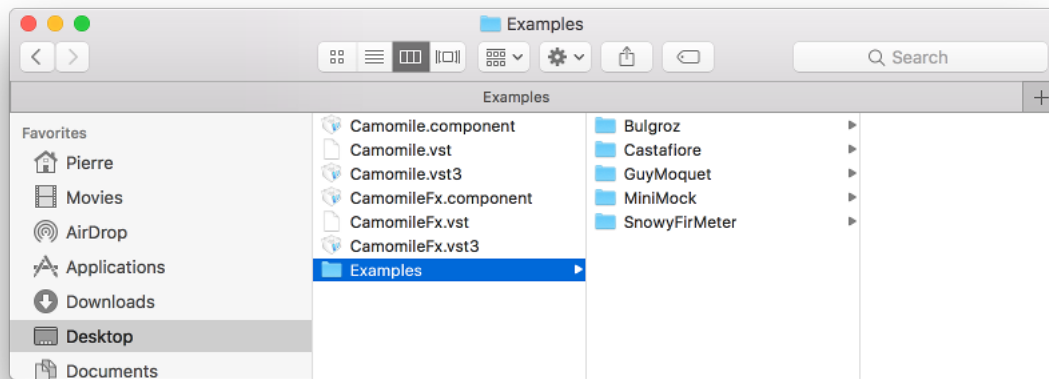 Examples
Search
Examples
Favorites
Pierre
Movies
AirDrop
Applications
Downloads
Desktop
Documents
Camomile.component
Camomile.vst
Camomile.vst3
CamomileFx.component
CamomileFx.vst
CamomileFx.vst3
Examples
Bulgroz
Castafiore
GuyMoquet
MiniMock
SnowyFirMeter